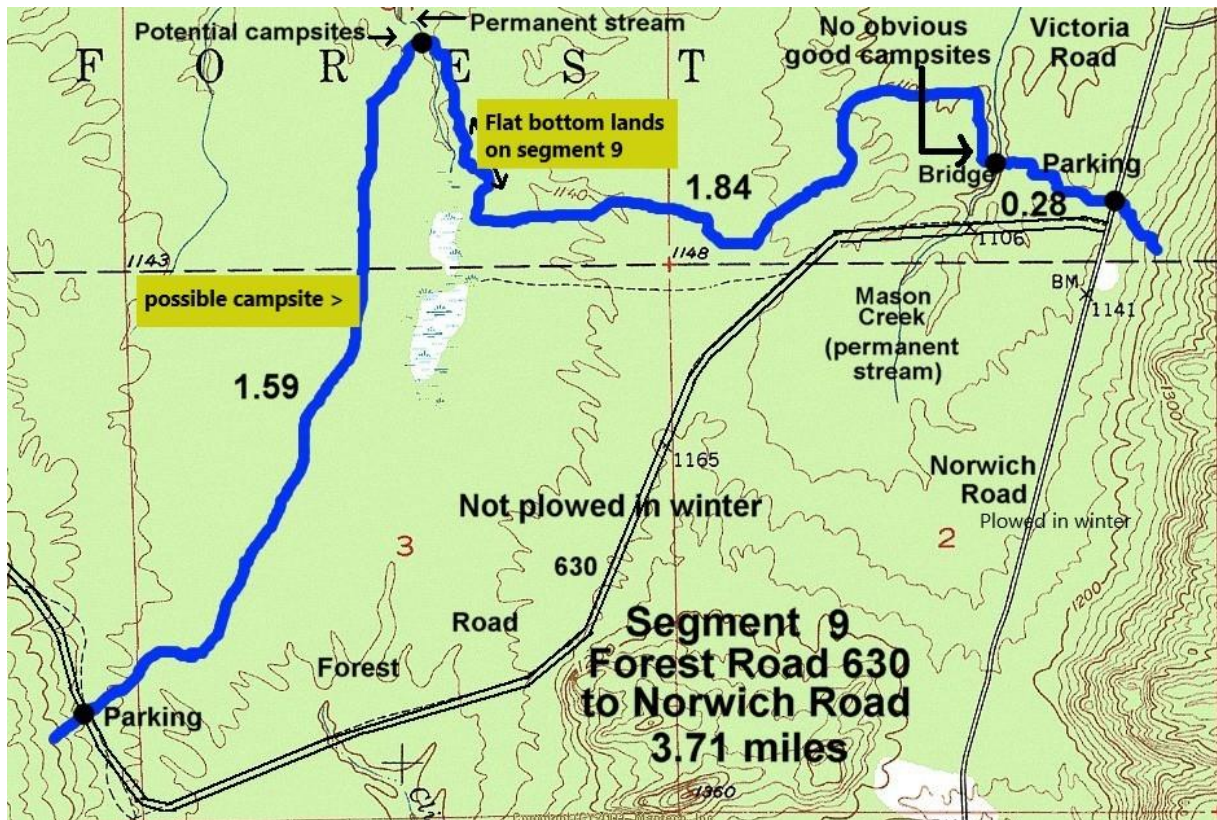 Potential campsites
Permanent stream
No obvious
good campsites
Victoria
Road
F O R E S T
Flat bottom lands
on segment 9
1140
1.84
Bridge
Parking
0.28
1106
1143
1148
possible campsite >
BM
1141
Mason
Creek
(permanent
stream)
1.59
1300
1165
Norwich
Road
Plowed in winter
Not plowed in winter
3
2
630
1200
Road
Forest
Segment 9
Forest Road 630
to Norwich Road
3.71 miles
Parking
1360